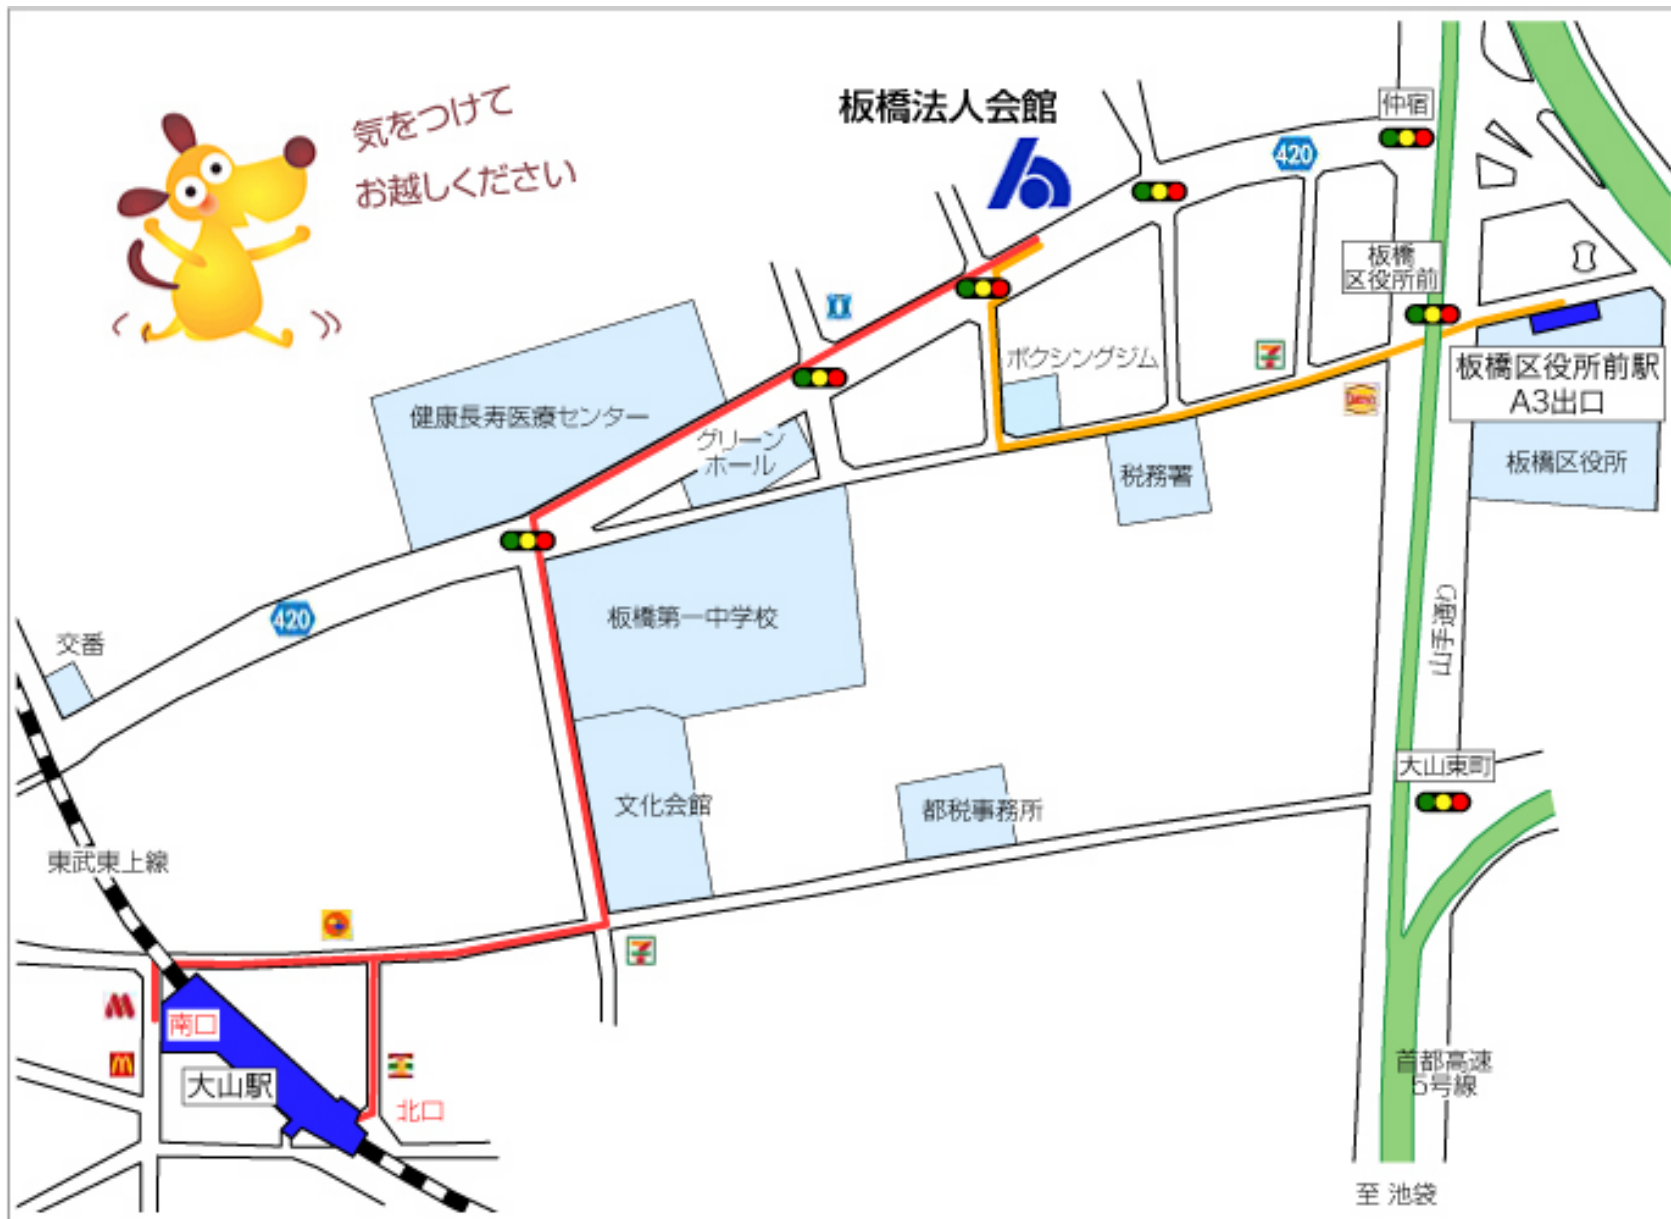 気をつけて
お越しください
板橋法人会館
仲宿
420
板橋
区役所前
ボクシングジム
板橋区役所前駅
A3出口
健康長寿医療センター
グリーン
ホール
税務署
板橋区役所
420
板橋第一中学校
交番
山手通り
大山東町
文化会館
都税事務所
東武東上線
南口
大山駅
北口
首都高速
5号線
至 池袋